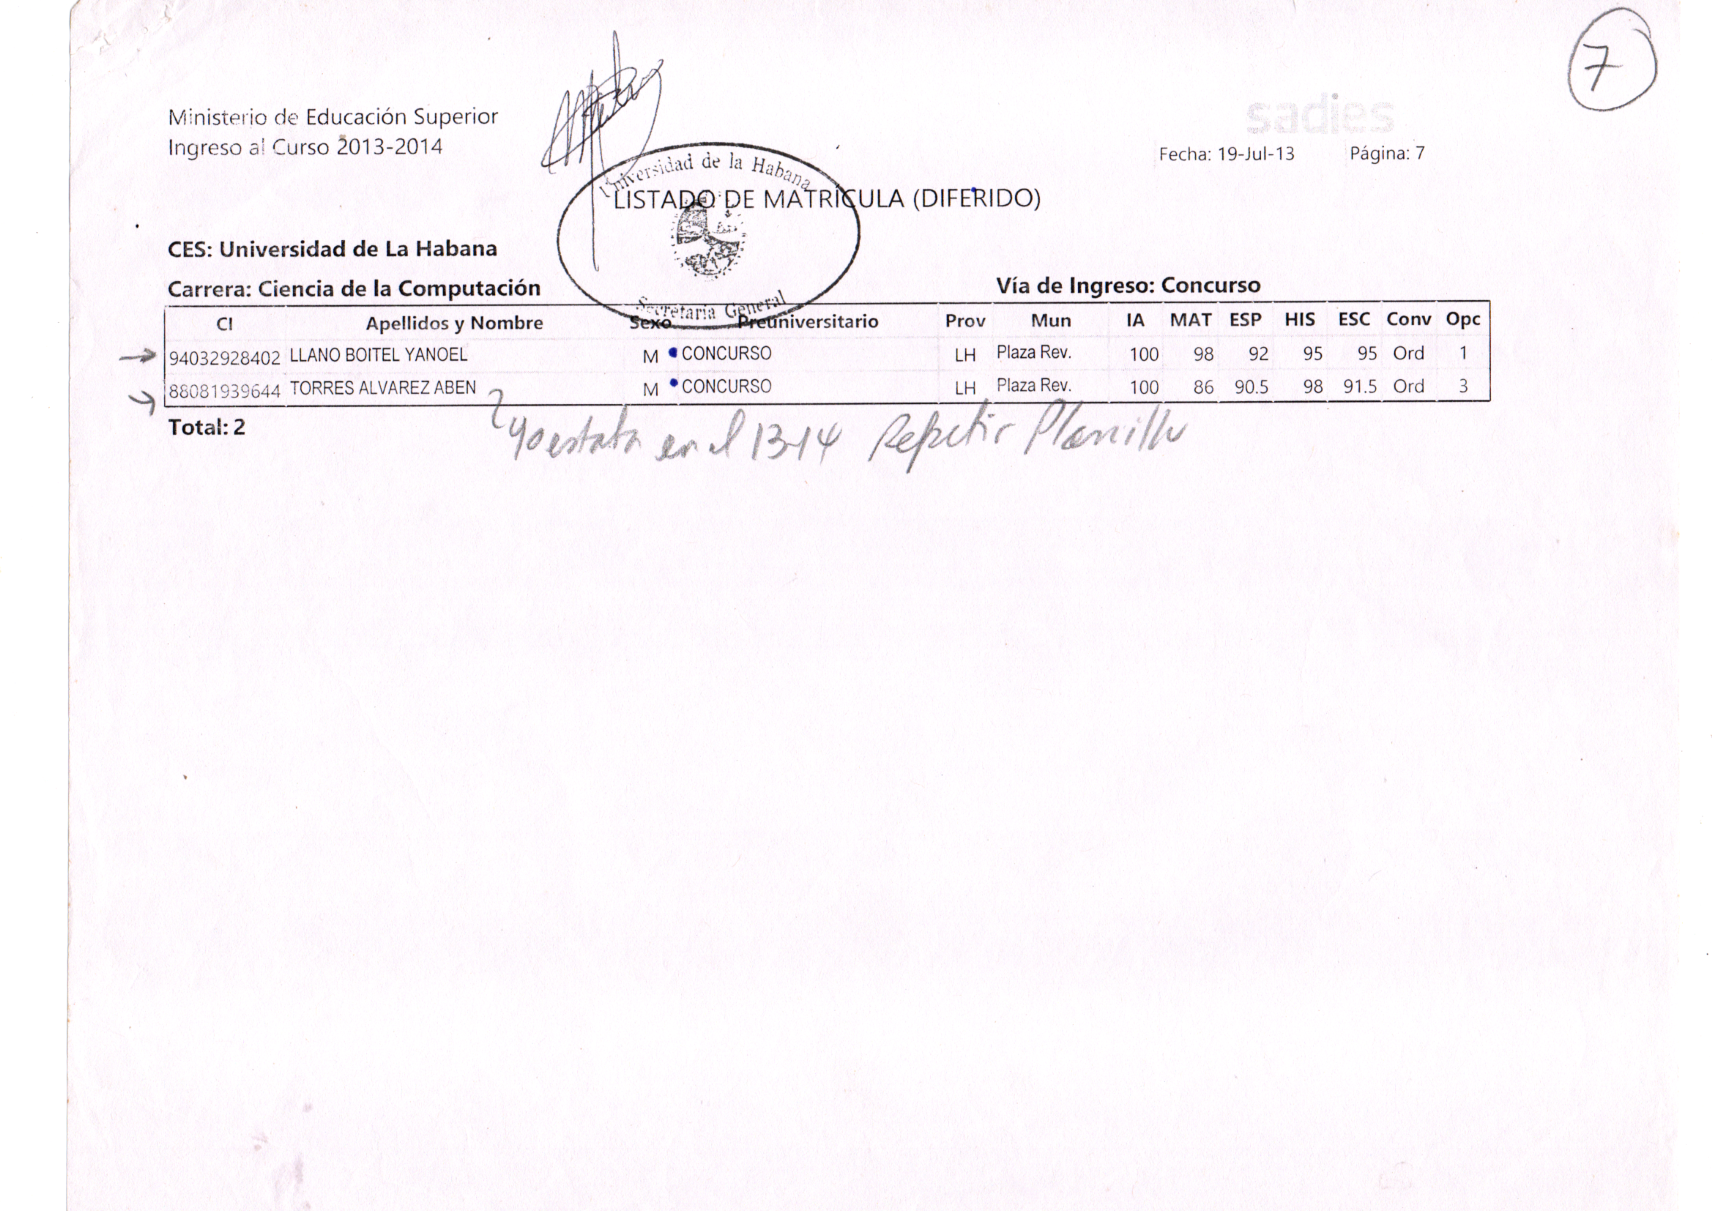 7
sadies
Ministerio de Educación Superior
Ingreso al Curso 2013-2014
Fecha: 19-Jul-13 Página: 7
Universidad de la Habana
LISTADO DE MATRÍCULA (DIFERIDO)
CES: Universidad de La Habana
Carrera: Ciencia de la Computación Vía de Ingreso: Concurso
Secretaria General
CI Apellidos y Nombre Sexo Preuniversitario Prov Mun IA MAT ESP HIS ESC Conv Opc
94032928402 LLANO BOITEL YANOEL M CONCURSO LH Plaza Rev. 100 98 92 95 95 Ord 1
88081939644 TORRES ALVAREZ ABEN M CONCURSO LH Plaza Rev. 100 86 90.5 98 91.5 Ord 3
Total: 2
en el 13-14 Repetir Planilla